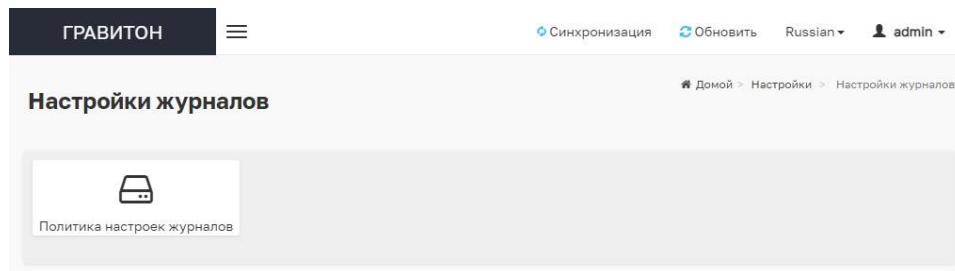 ГРАВИТОН
Синхронизация Обновить Russian admin
Домой > Настройки > Настройки журналов
Настройки журналов
Политика настроек журналов